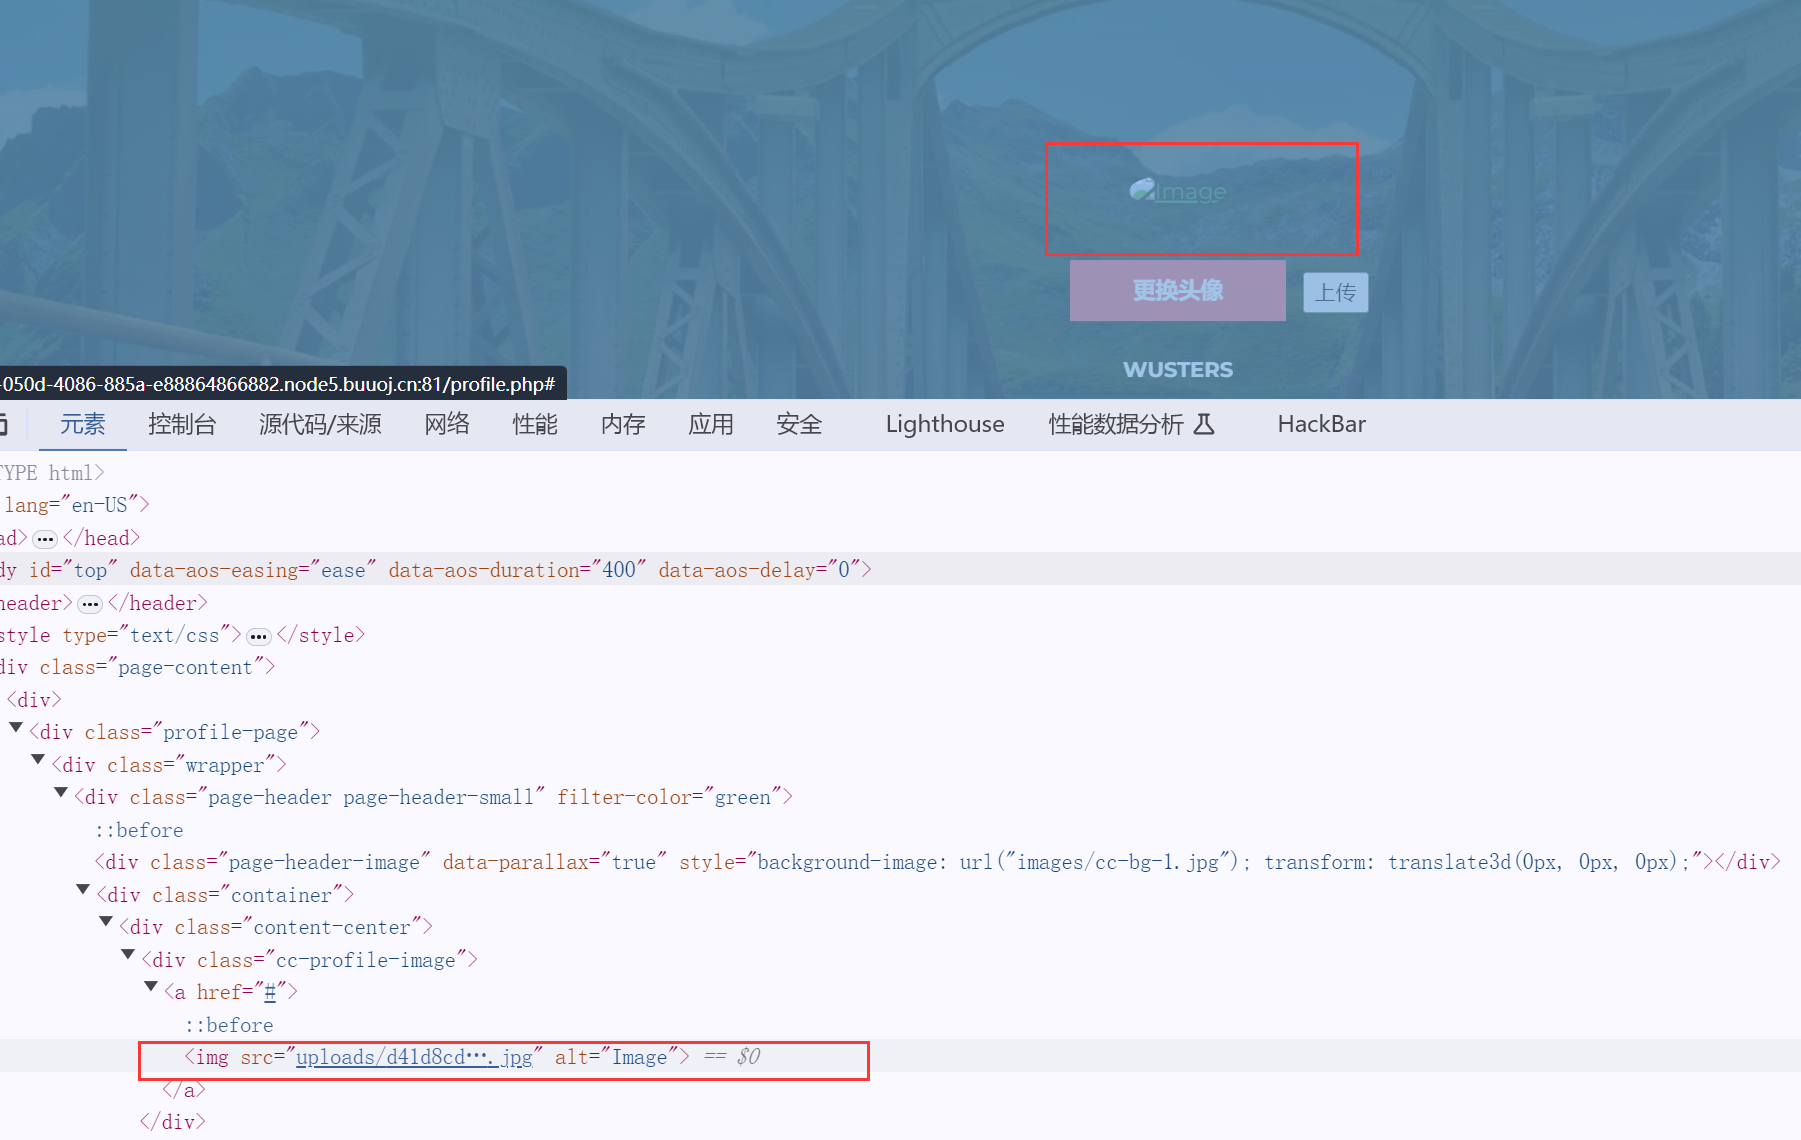 Image
更换头像 上传
WUSTERS
-050d-4086-885a-e88864866882.node5.buuoj.cn:81/profile.php#
元素 控制台 源代码/来源 网络 性能 内存 应用 安全 Lighthouse 性能数据分析 HackBar
TYPE html>
lang="en-US">
ad>…</head>
dy id="top" data-aos-easing="ease" data-aos-duration="400" data-aos-delay="0">
header>…</header>
style type="text/css">…</style>
div class="page-content">
<div>
<div class="profile-page">
<div class="wrapper">
<div class="page-header page-header-small" filter-color="green">
::before
<div class="page-header-image" data-parallax="true" style="background-image: url("images/cc-bg-1.jpg"); transform: translate3d(0px, 0px, 0px);"></div>
<div class="container">
<div class="content-center">
<div class="cc-profile-image">
<a href="#">
::before
<img src="uploads/d41d8cd….jpg" alt="Image"> == $0
</a>
</div>